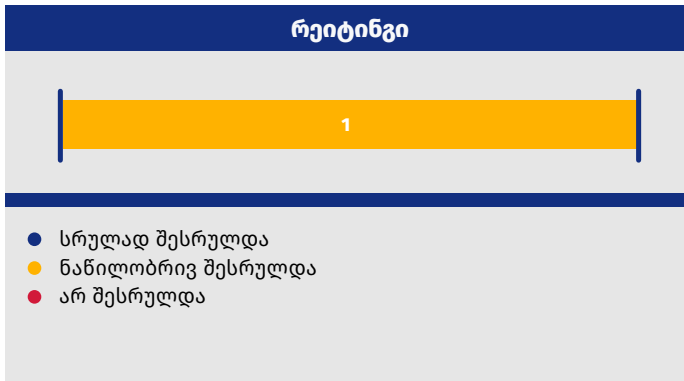 რეიტინგი
1
სრულად შესრულდა
ნაწილობრივ შესრულდა
არ შესრულდა